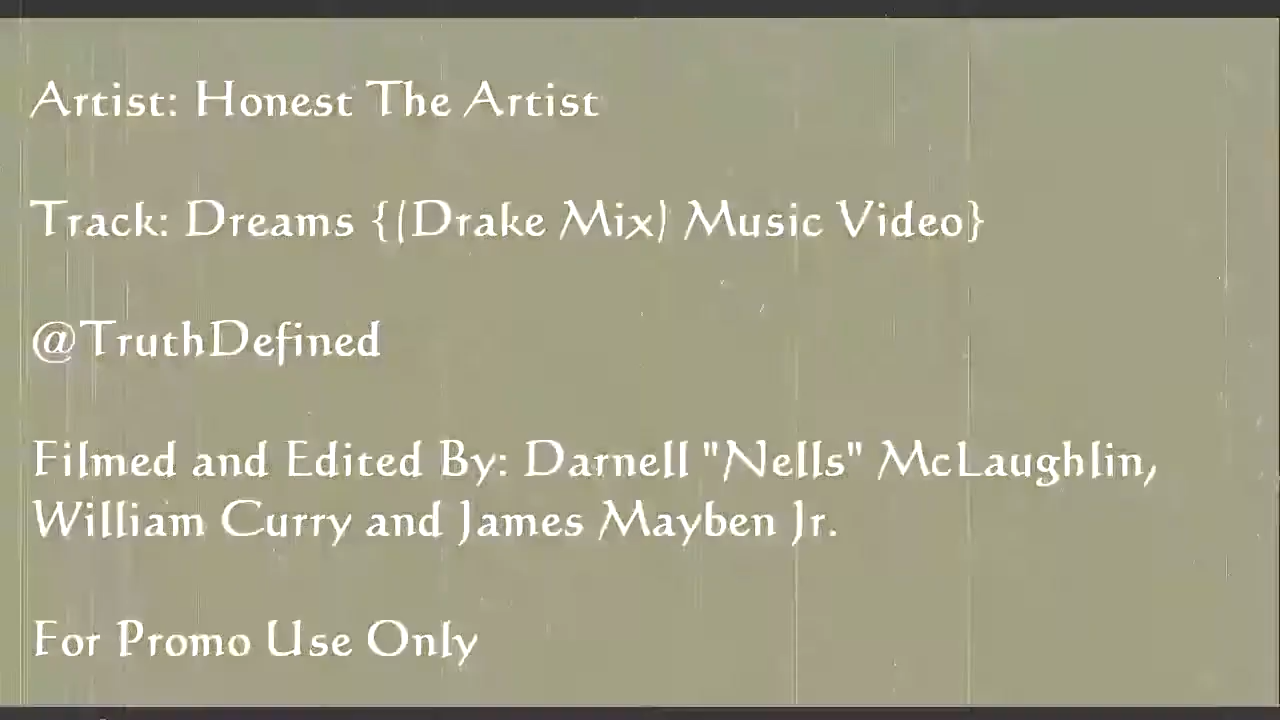 Artist: Honest The Artist
Track: Dreams {(Drake Mix) Music Video}
@TruthDefined
Filmed and Edited By: Darnell "Nells" McLaughlin,
William Curry and James Mayben Jr.
For Promo Use Only